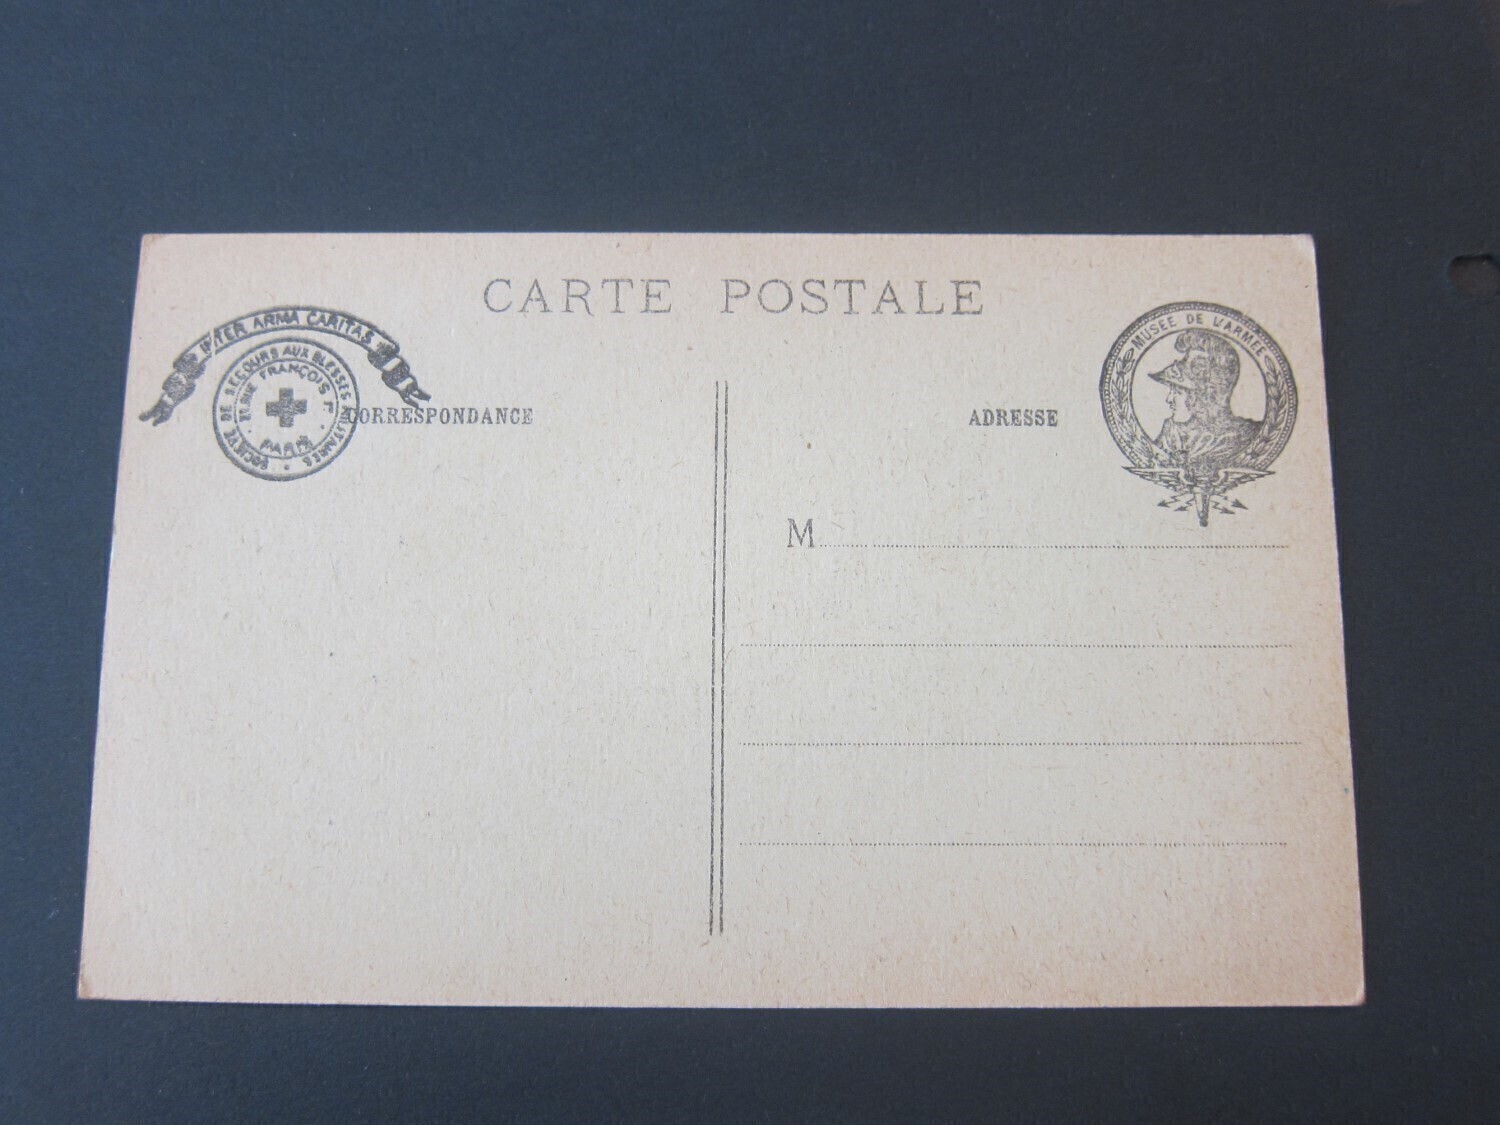 CARTE POSTALE
INTER ARMA CARITAS
SOCIETE DE SECOURS AUX BLESSES MILITAIRES
RUE FRANÇOIS Iᵉʳ
PARIS
CORRESPONDANCE
ADRESSE
MUSEE DE L'ARMEE
M